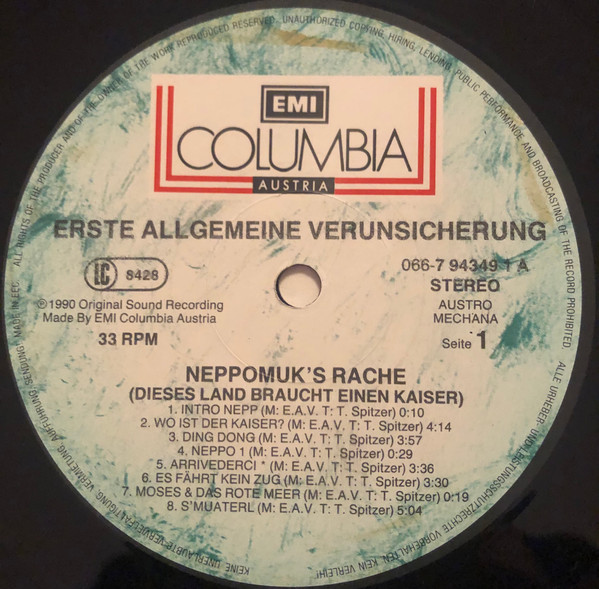 ALL RIGHTS OF THE PRODUCER AND OF THE OWNER OF THE WORK REPRODUCED RESERVED. UNAUTHORIZED COPYING, HIRING/LENDING, PUBLIC PERFORMANCE AND BROADCASTING OF THE RECORD PROHIBITED.
EMI
COLUMBIA
AUSTRIA
ERSTE ALLGEMEINE VERUNSICHERUNG
LC 8428
066-7 94349 1 A
STEREO
℗1990 Original Sound Recording
Made By EMI Columbia Austria
AUSTRO
MECHANA
33 RPM
Seite 1
NEPPOMUK'S RACHE
(DIESES LAND BRAUCHT EINEN KAISER)
1. INTRO NEPP (M: E.A.V. T: T. Spitzer) 0:10
2. WO IST DER KAISER? (M: E.A.V. T: T. Spitzer) 4:14
3. DING DONG (M: E.A.V. T: T. Spitzer) 3:57
4. NEPPO 1 (M: E.A.V. T: T. Spitzer) 0:29
5. ARRIVEDERCI * (M: E.A.V. T: T. Spitzer) 3:36
6. ES FÄHRT KEIN ZUG (M: E.A.V. T: T. Spitzer) 3:30
7. MOSES & DAS ROTE MEER (M: E.A.V. T: T. Spitzer) 0:19
8. S'MUATERL (M: E.A.V. T: T. Spitzer) 5:04
ALLE URHEBER- UND LEISTUNGSSCHUTZRECHTE VORBEHALTEN. KEIN VERLEIH!
KEINE UNERLAUBTE VERVIELFÄLTIGUNG, VERMIETUNG, AUFFÜHRUNG, SENDUNG!
MADE IN EEC.